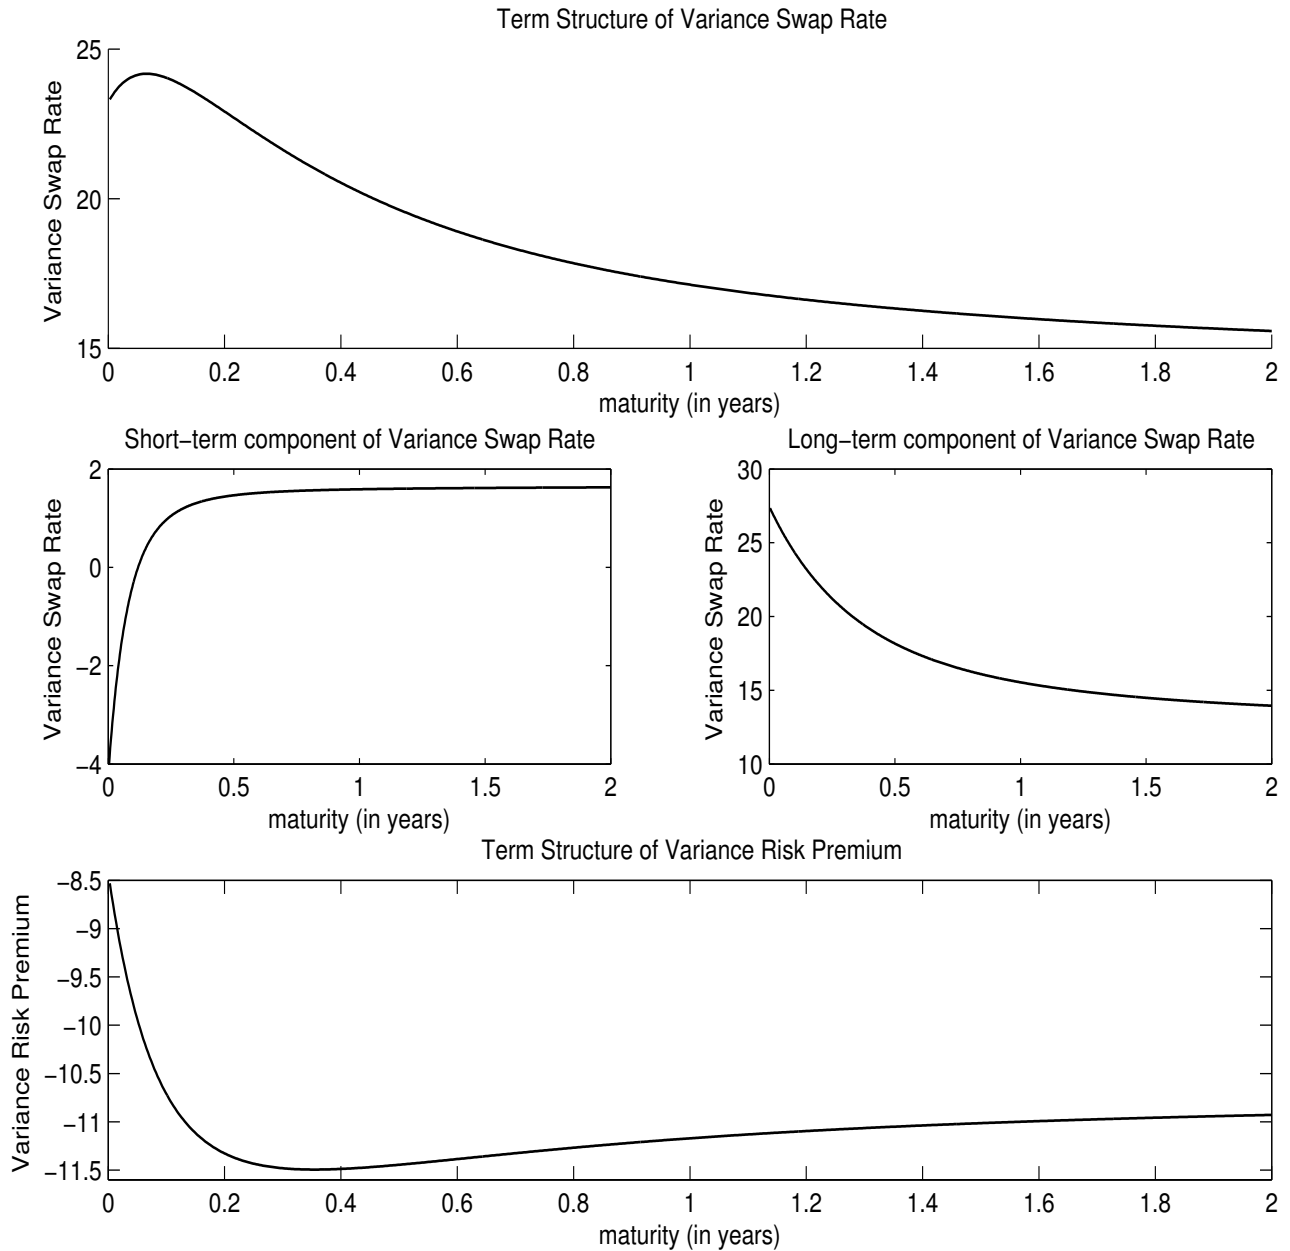 Term Structure of Variance Swap Rate
25
20
15
Variance Swap Rate
0 0.2 0.4 0.6 0.8 1 1.2 1.4 1.6 1.8 2
maturity (in years)
Short−term component of Variance Swap Rate
2
0
−2
−4
Variance Swap Rate
0 0.5 1 1.5 2
maturity (in years)
Long−term component of Variance Swap Rate
30
25
20
15
10
Variance Swap Rate
0 0.5 1 1.5 2
maturity (in years)
Term Structure of Variance Risk Premium
−8.5
−9
−9.5
−10
−10.5
−11
−11.5
Variance Risk Premium
0 0.2 0.4 0.6 0.8 1 1.2 1.4 1.6 1.8 2
maturity (in years)